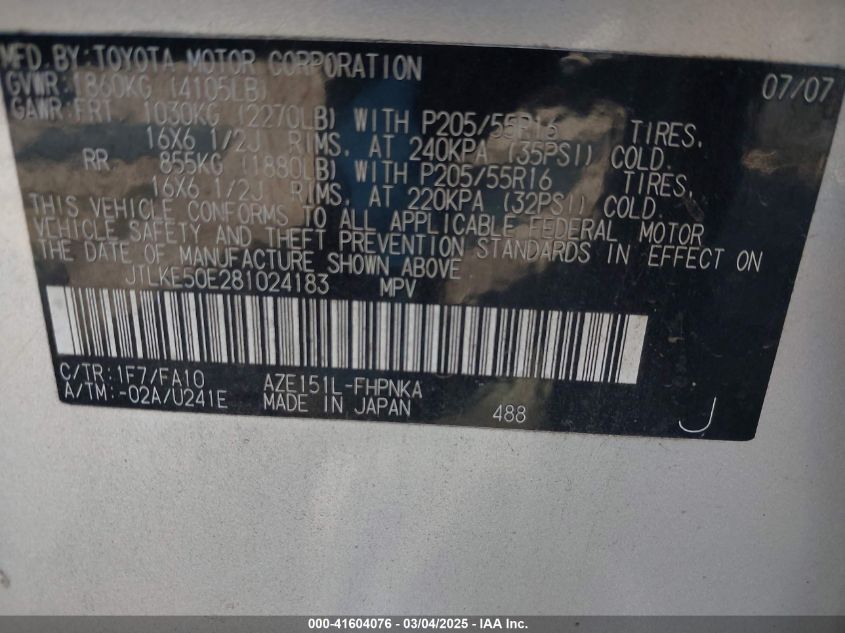 MFD. BY: TOYOTA MOTOR CORPORATION 07/07
GVWR: 1860KG (4105LB)
GAWR: FRT 1030KG (2270LB) WITH P205/55R16 TIRES,
16X6 1/2J RIMS, AT 240KPA (35PSI) COLD.
RR 855KG (1880LB) WITH P205/55R16 TIRES,
16X6 1/2J RIMS, AT 220KPA (32PSI) COLD.
THIS VEHICLE CONFORMS TO ALL APPLICABLE FEDERAL MOTOR
VEHICLE SAFETY AND THEFT PREVENTION STANDARDS IN EFFECT ON
THE DATE OF MANUFACTURE SHOWN ABOVE
JTLKE50E281024183 MPV
C/TR: 1F7/FA10 AZE151L-FHPNKA
A/TM: -02A/U241E MADE IN JAPAN 488 J
000-41604076 - 03/04/2025 - IAA Inc.